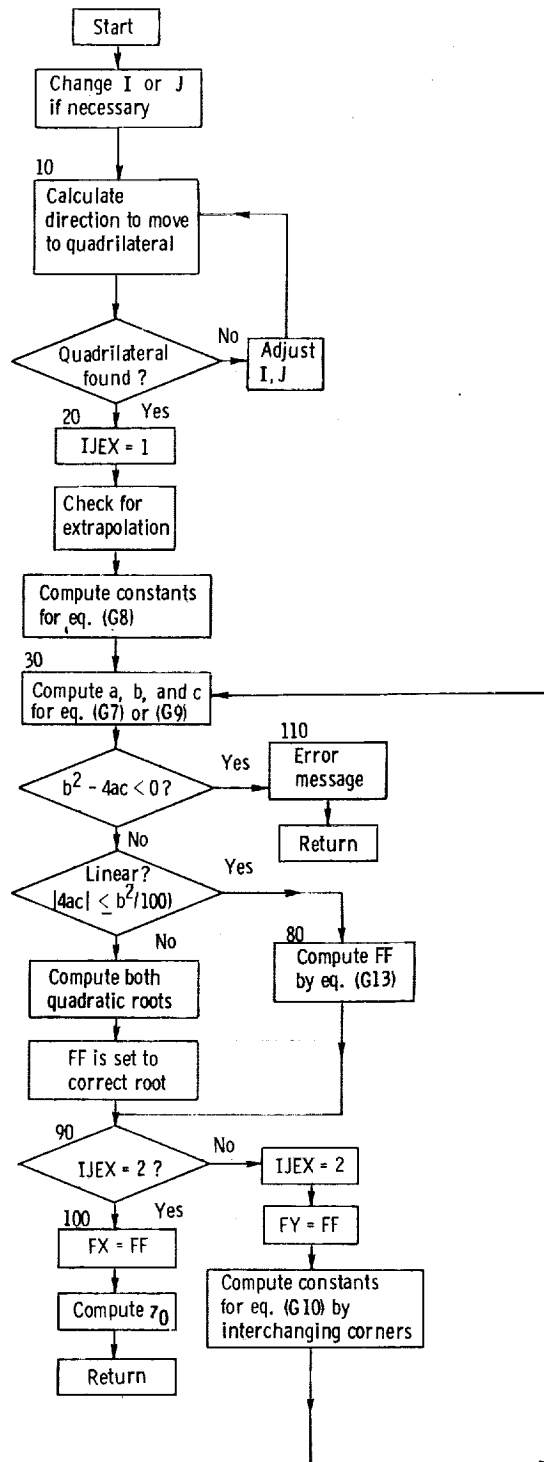 Start
Change I or J
if necessary
10
Calculate
direction to move
to quadrilateral
Quadrilateral
found ?
No
Adjust
I, J
Yes
20
IJEX = 1
Check for
extrapolation
Compute constants
for eq. (G8)
30
Compute a, b, and c
for eq. (G7) or (G9)
b² - 4ac < 0 ?
Yes
110
Error
message
Return
No
Linear?
|4ac| ≤ b²/100)
Yes
No
80
Compute FF
by eq. (G13)
Compute both
quadratic roots
FF is set to
correct root
90
IJEX = 2 ?
No
IJEX = 2
Yes
100
FX = FF
FY = FF
Compute z₀
Compute constants
for eq. (G10) by
interchanging corners
Return